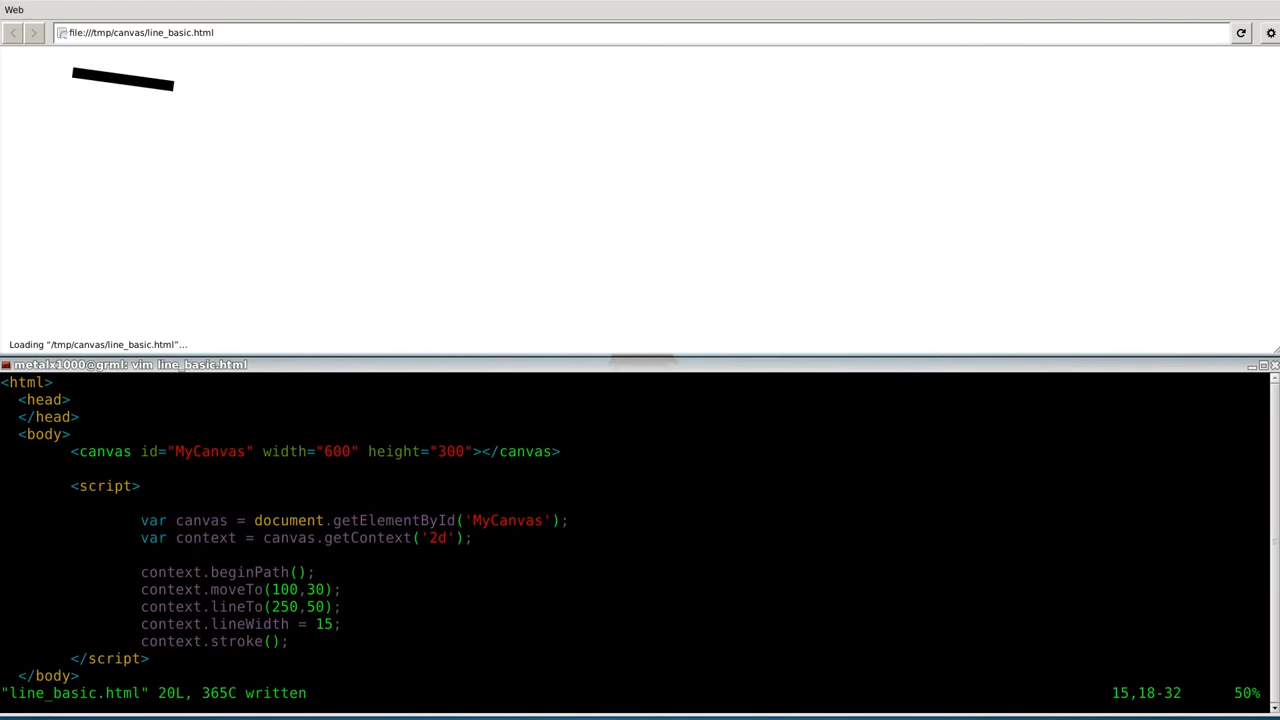 Web
file:///tmp/canvas/line_basic.html
Loading “/tmp/canvas/line_basic.html”...
metalx1000@grml: vim line_basic.html
<html>
<head>
</head>
<body>
<canvas id="MyCanvas" width="600" height="300"></canvas>
<script>
var canvas = document.getElementById('MyCanvas');
var context = canvas.getContext('2d');
context.beginPath();
context.moveTo(100,30);
context.lineTo(250,50);
context.lineWidth = 15;
context.stroke();
</script>
</body>
"line_basic.html" 20L, 365C written 15,18-32 50%